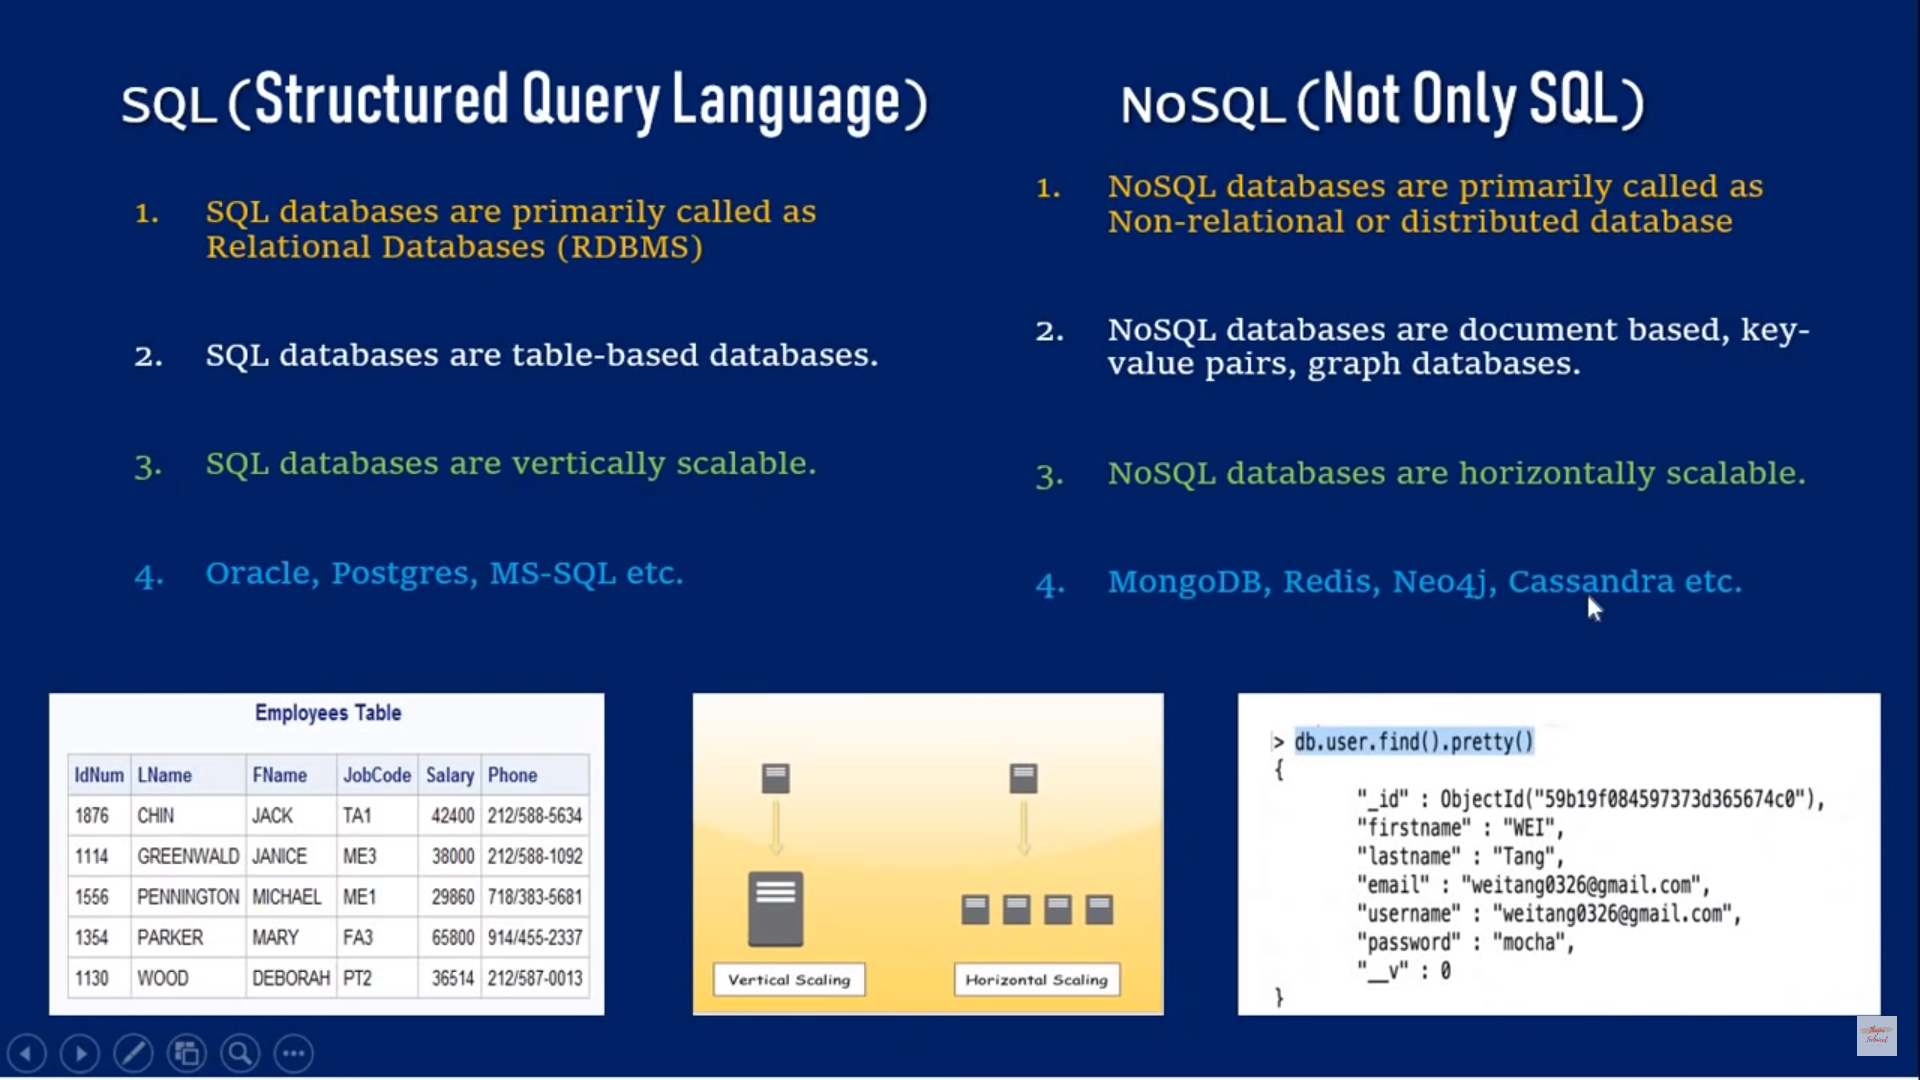 SQL (Structured Query Language)
1. SQL databases are primarily called as
Relational Databases (RDBMS)
2. SQL databases are table-based databases.
3. SQL databases are vertically scalable.
4. Oracle, Postgres, MS-SQL etc.
NoSQL (Not Only SQL)
1. NoSQL databases are primarily called as
Non-relational or distributed database
2. NoSQL databases are document based, key-
value pairs, graph databases.
3. NoSQL databases are horizontally scalable.
4. MongoDB, Redis, Neo4j, Cassandra etc.
Employees Table
IdNum LName FName JobCode Salary Phone
1876 CHIN JACK TA1 42400 212/588-5634
1114 GREENWALD JANICE ME3 38000 212/588-1092
1556 PENNINGTON MICHAEL ME1 29860 718/383-5681
1354 PARKER MARY FA3 65800 914/455-2337
1130 WOOD DEBORAH PT2 36514 212/587-0013
Vertical Scaling
Horizontal Scaling
> db.user.find().pretty()
{
"_id" : ObjectId("59b19f084597373d365674c0"),
"firstname" : "WEI",
"lastname" : "Tang",
"email" : "weitang0326@gmail.com",
"username" : "weitang0326@gmail.com",
"password" : "mocha",
"__v" : 0
}